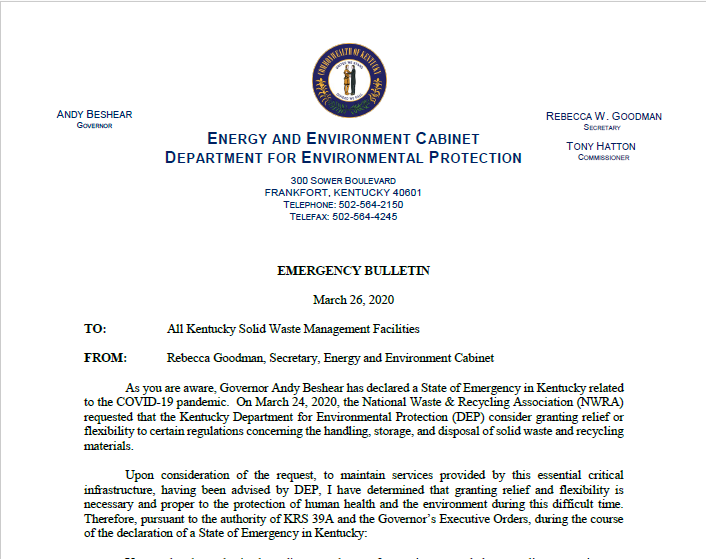 COMMONWEALTH OF KENTUCKY
ANDY BESHEAR
GOVERNOR
REBECCA W. GOODMAN
SECRETARY
TONY HATTON
COMMISSIONER
ENERGY AND ENVIRONMENT CABINET
DEPARTMENT FOR ENVIRONMENTAL PROTECTION
300 SOWER BOULEVARD
FRANKFORT, KENTUCKY 40601
TELEPHONE: 502-564-2150
TELEFAX: 502-564-4245
EMERGENCY BULLETIN
March 26, 2020
TO: All Kentucky Solid Waste Management Facilities
FROM: Rebecca Goodman, Secretary, Energy and Environment Cabinet
As you are aware, Governor Andy Beshear has declared a State of Emergency in Kentucky related
to the COVID-19 pandemic. On March 24, 2020, the National Waste & Recycling Association (NWRA)
requested that the Kentucky Department for Environmental Protection (DEP) consider granting relief or
flexibility to certain regulations concerning the handling, storage, and disposal of solid waste and recycling
materials.
Upon consideration of the request, to maintain services provided by this essential critical
infrastructure, having been advised by DEP, I have determined that granting relief and flexibility is
necessary and proper to the protection of human health and the environment during this difficult time.
Therefore, pursuant to the authority of KRS 39A and the Governor's Executive Orders, during the course
of the declaration of a State of Emergency in Kentucky: